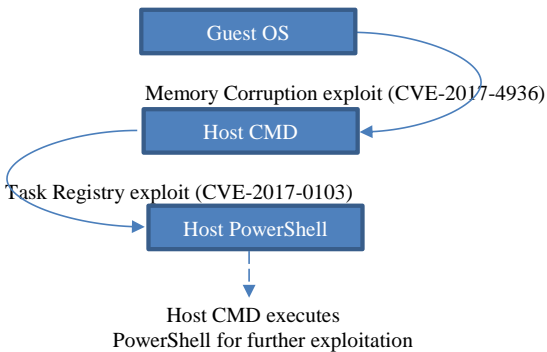 Guest OS
Memory Corruption exploit (CVE-2017-4936)
Host CMD
Task Registry exploit (CVE-2017-0103)
Host PowerShell
Host CMD executes
PowerShell for further exploitation